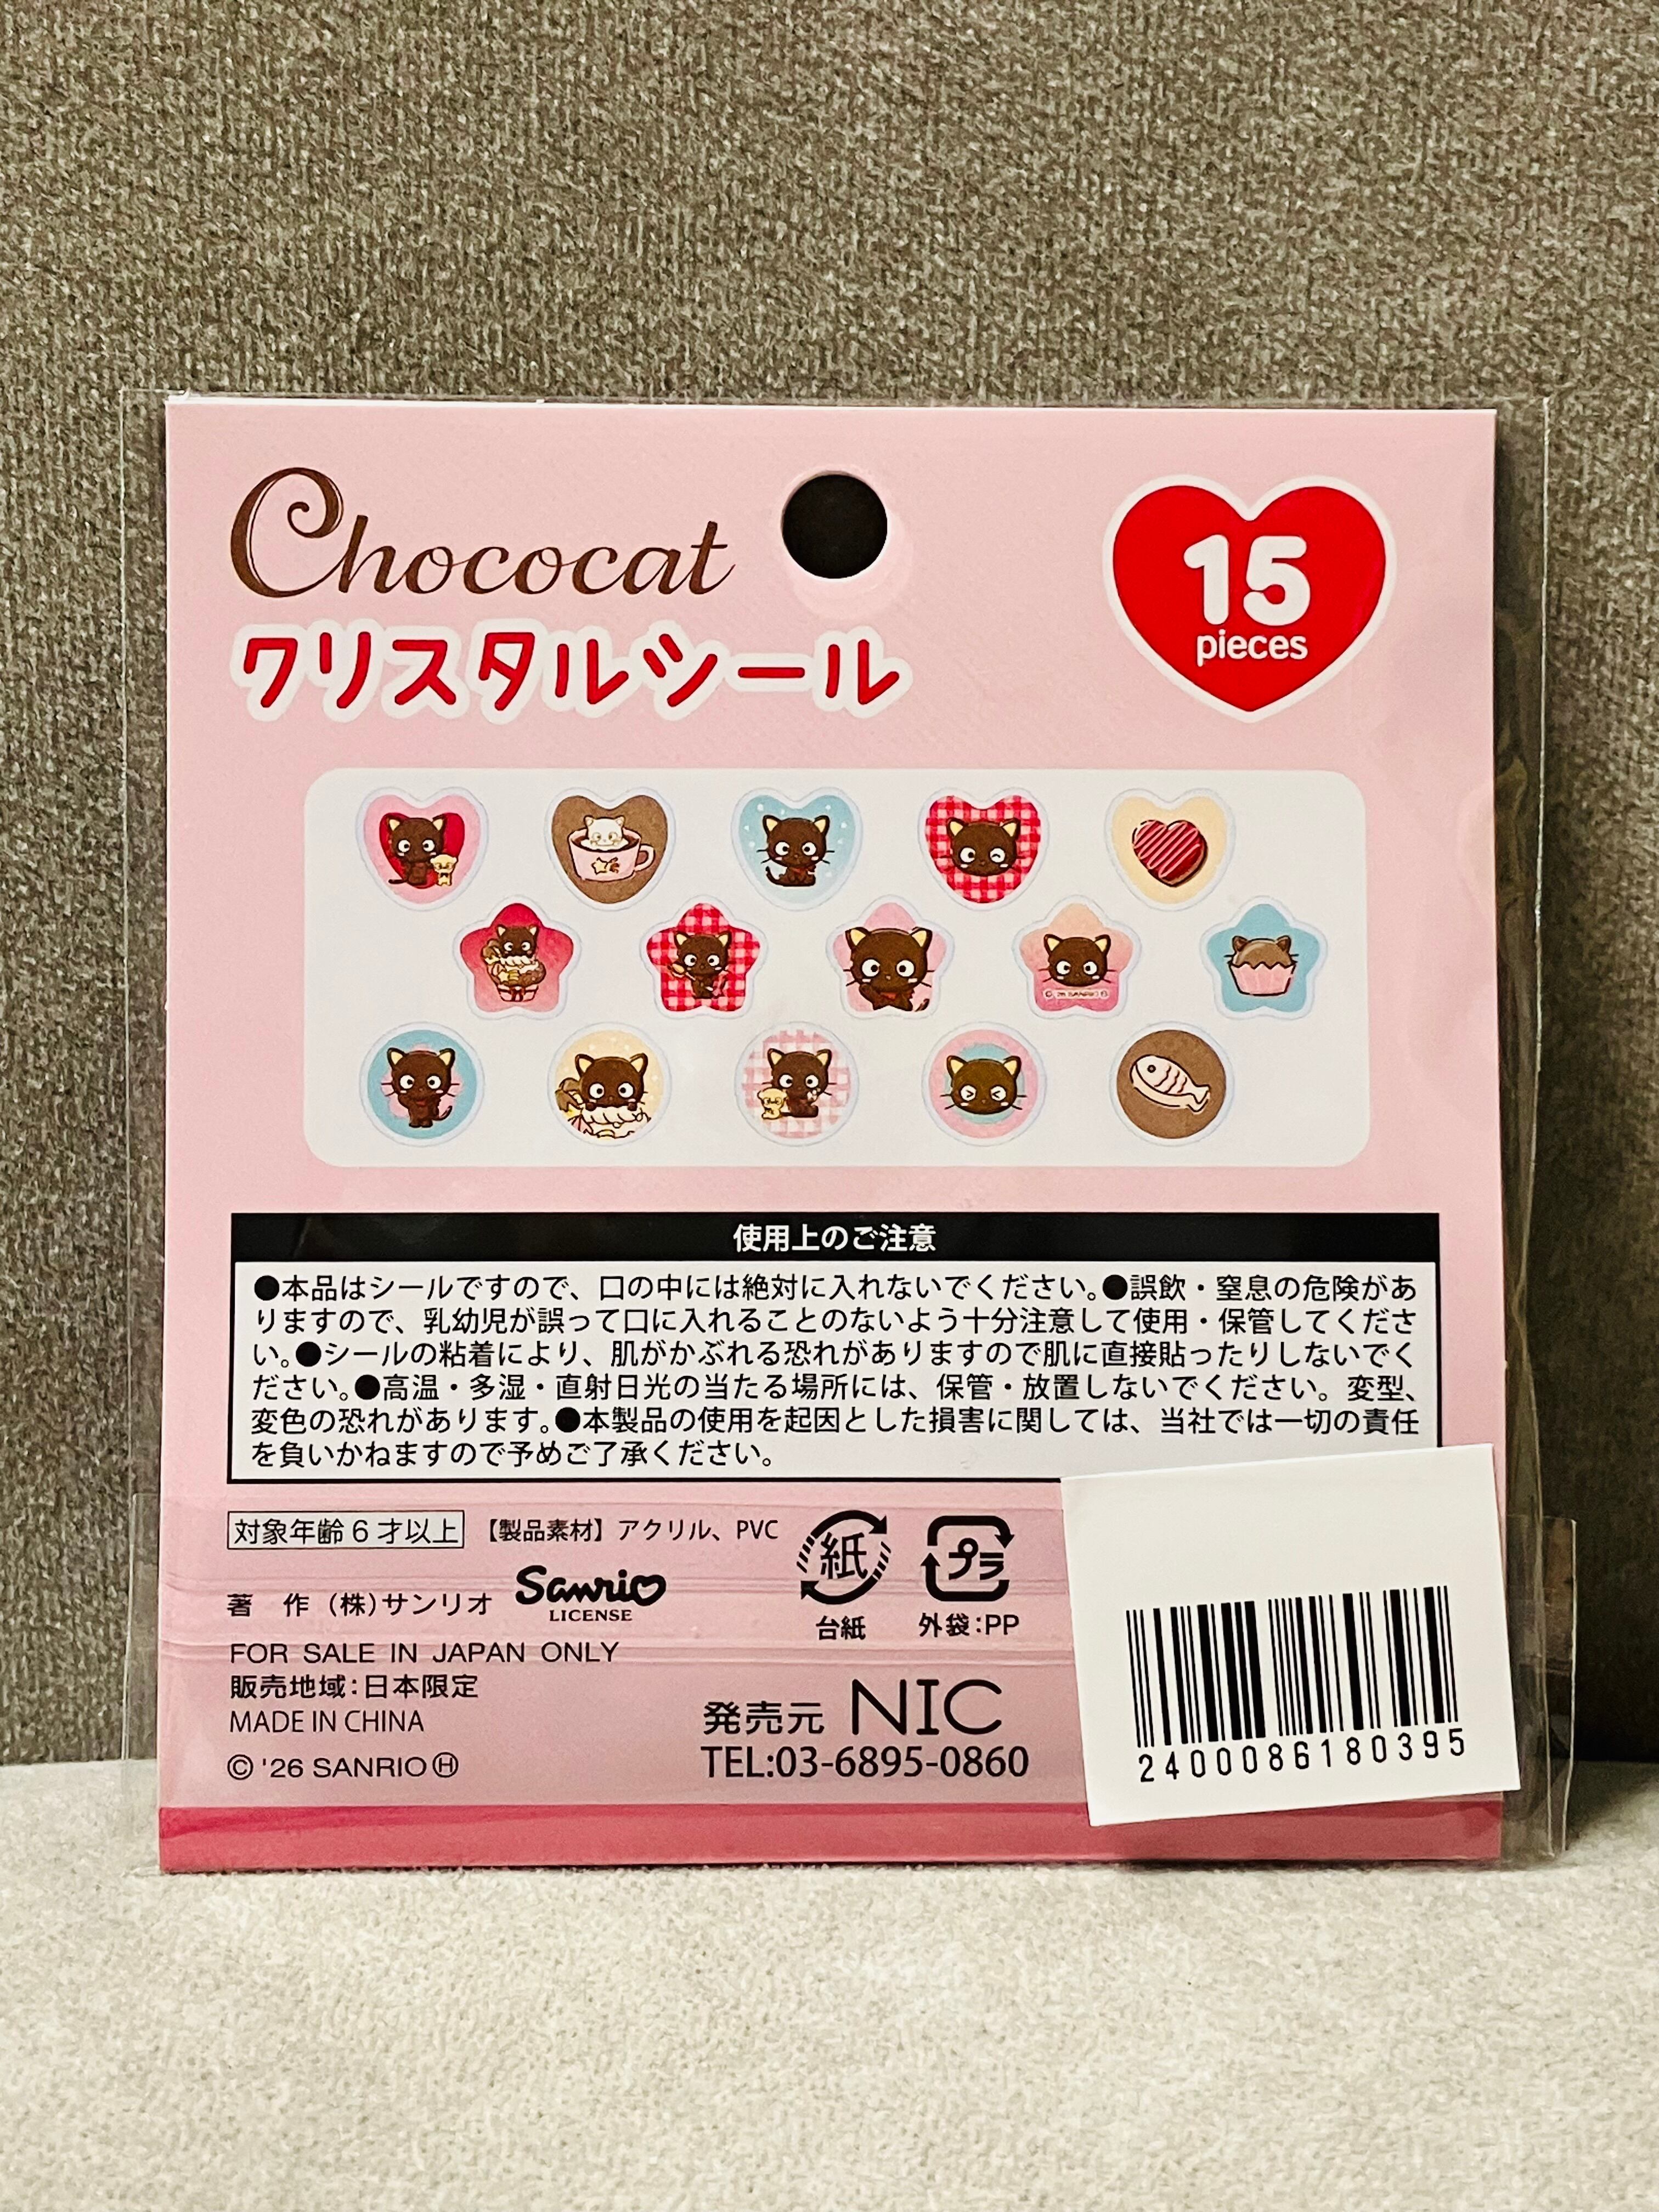 Chococat
クリスタルシール
15
pieces
© '26 SANRIO Ⓗ
使用上のご注意
●本品はシールですので、口の中には絶対に入れないでください。●誤飲・窒息の危険があ
りますので、乳幼児が誤って口に入れることのないよう十分注意して使用・保管してくださ
い。●シールの粘着により、肌がかぶれる恐れがありますので肌に直接貼ったりしないでく
ださい。●高温・多湿・直射日光の当たる場所には、保管・放置しないでください。変型、
変色の恐れがあります。●本製品の使用を起因とした損害に関しては、当社では一切の責任
を負いかねますので予めご了承ください。
対象年齢6才以上 【製品素材】アクリル、PVC
紙
プラ
台紙 外袋:PP
著 作 (株)サンリオ Sanrio
LICENSE
FOR SALE IN JAPAN ONLY
販売地域:日本限定
MADE IN CHINA
© '26 SANRIO Ⓗ
発売元 NIC
TEL:03-6895-0860
2400086180395